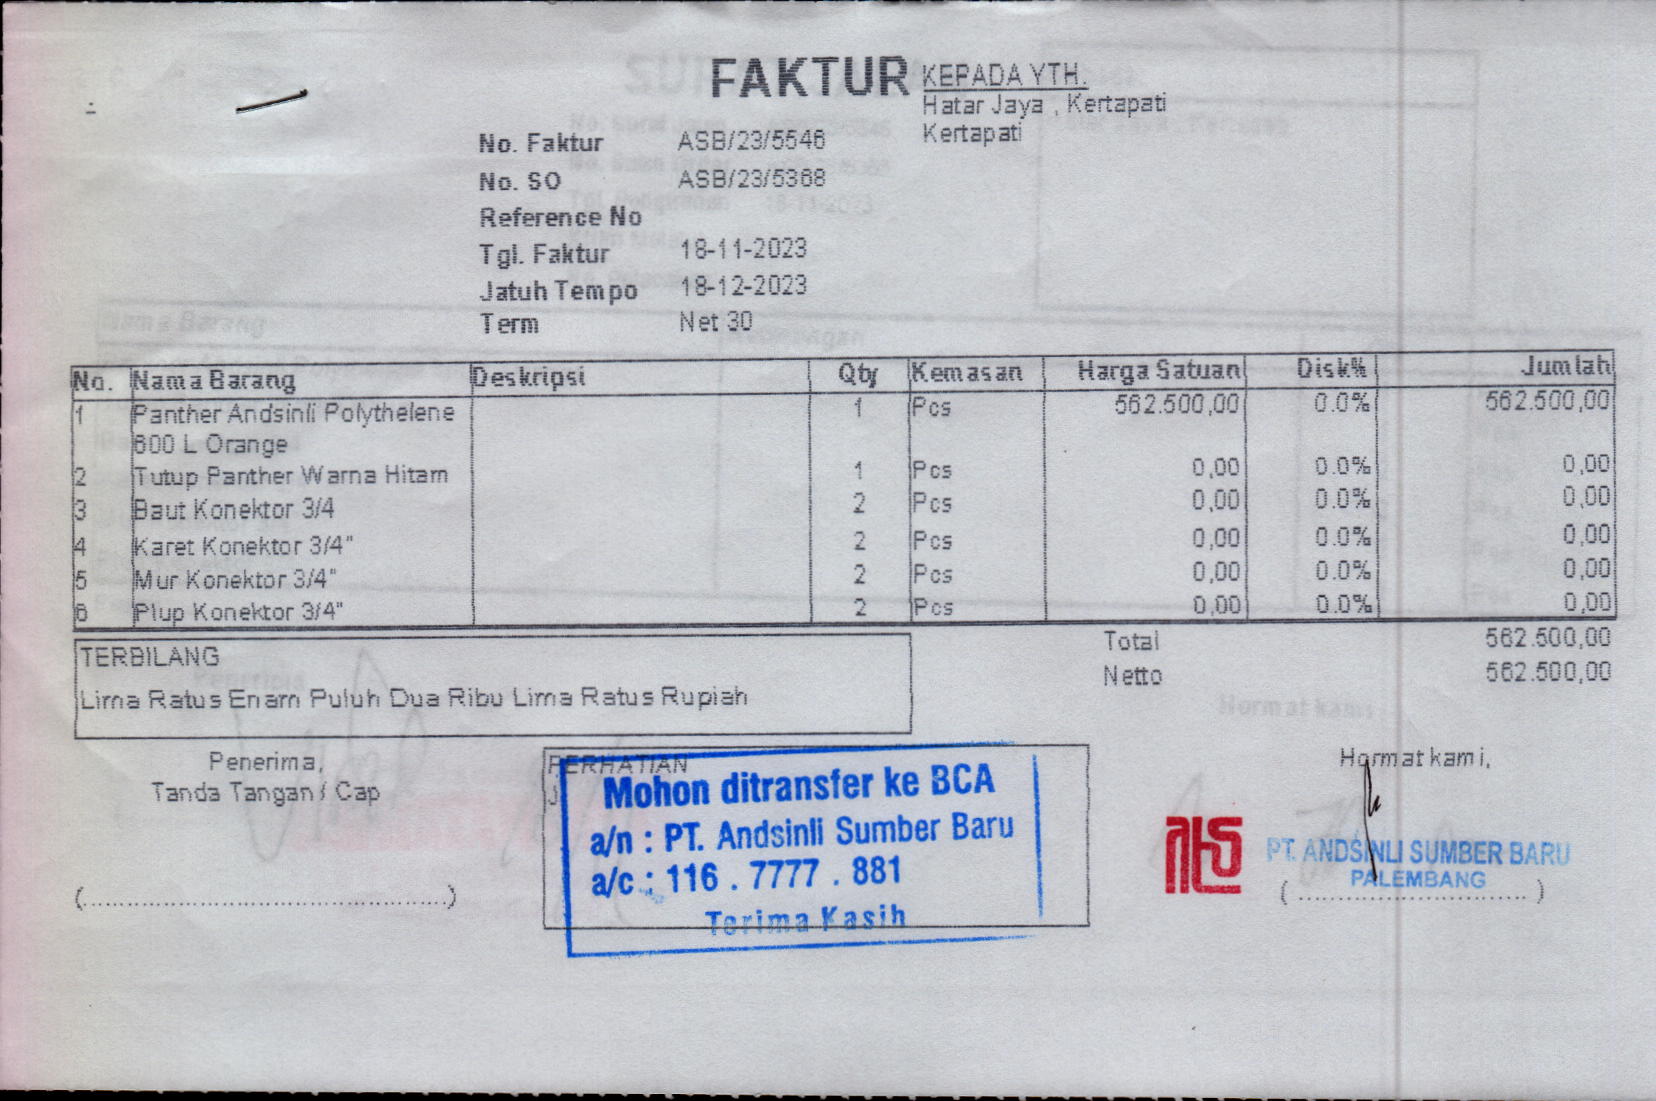 FAKTUR
KEPADA YTH.
Hatar Jaya , Kertapati
Kertapati
No. Faktur ASB/23/5546
No. SO ASB/23/5368
Reference No
Tgl. Faktur 18-11-2023
Jatuh Tempo 18-12-2023
Term Net 30
No. Nama Barang Deskripsi Qty Kemasan Harga Satuan Disk% Jumlah
1 Panther Andsinli Polythelene 1 Pcs 562.500,00 0.0% 562.500,00
600 L Orange
2 Tutup Panther Warna Hitam 1 Pcs 0,00 0.0% 0,00
3 Baut Konektor 3/4 2 Pcs 0,00 0.0% 0,00
4 Karet Konektor 3/4" 2 Pcs 0,00 0.0% 0,00
5 Mur Konektor 3/4" 2 Pcs 0,00 0.0% 0,00
6 Plup Konektor 3/4" 2 Pcs 0,00 0.0% 0,00
Total 562.500,00
Netto 562.500,00
TERBILANG
Lima Ratus Enam Puluh Dua Ribu Lima Ratus Rupiah
Penerima,
Tanda Tangan / Cap
(....................................................)
PERHATIAN
Mohon ditransfer ke BCA
a/n : PT. Andsinli Sumber Baru
a/c : 116 . 7777 . 881
Terima Kasih
Hormat kami,
PT. ANDSINLI SUMBER BARU
PALEMBANG
(................................)